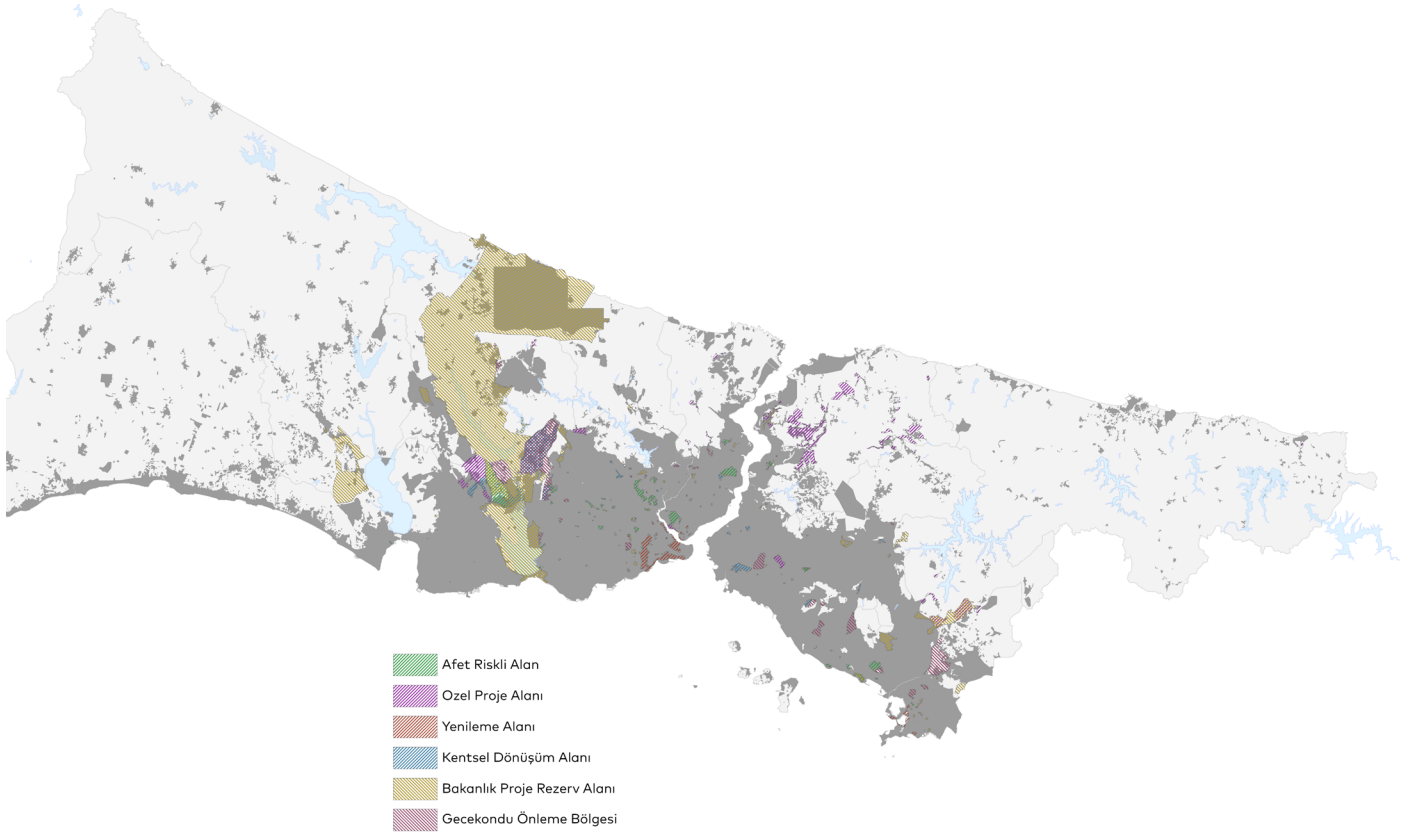 Afet Riskli Alan
Ozel Proje Alanı
Yenileme Alanı
Kentsel Dönüşüm Alanı
Bakanlık Proje Rezerv Alanı
Gecekondu Önleme Bölgesi